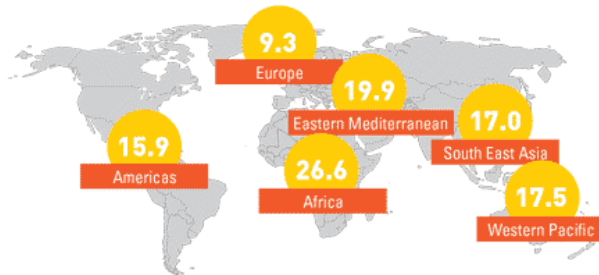 9.3
Europe
19.9
Eastern Mediterranean
17.0
South East Asia
15.9
Americas
26.6
Africa
17.5
Western Pacific